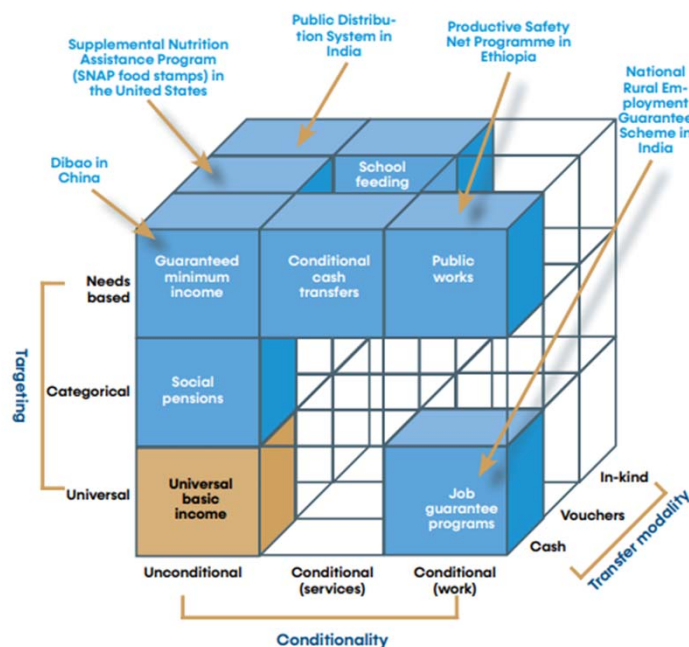 Public Distribu-
tion System in
India
Productive Safety
Net Programme in
Ethiopia
Supplemental Nutrition
Assistance Program
(SNAP food stamps) in
the United States
National
Rural Em-
ployment
Guarantee
Scheme in
India
Dibao in
China
School
feeding
Needs
based
Guaranteed
minimum
income
Conditional
cash
transfers
Public
works
Targeting
Categorical
Social
pensions
Universal
Universal
basic
income
Job
guarantee
programs
In-kind
Vouchers
Cash
Transfer modality
Unconditional
Conditional
(services)
Conditional
(work)
Conditionality